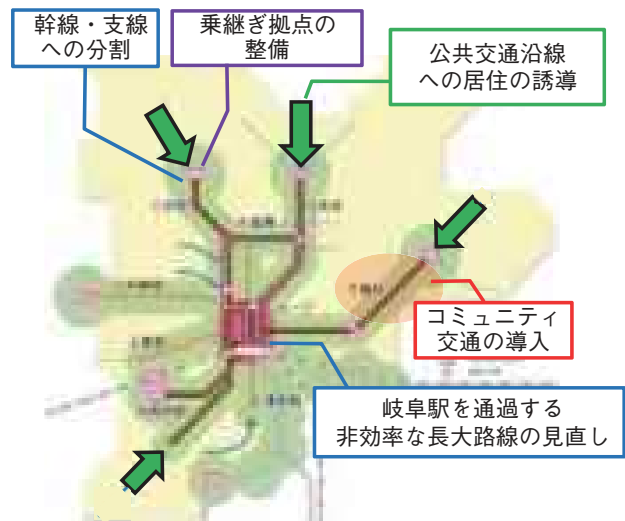 幹線・支線
への分割
乗継ぎ拠点の
整備
公共交通沿線
への居住の誘導
コミュニティ
交通の導入
岐阜駅を通過する
非効率な長大路線の見直し